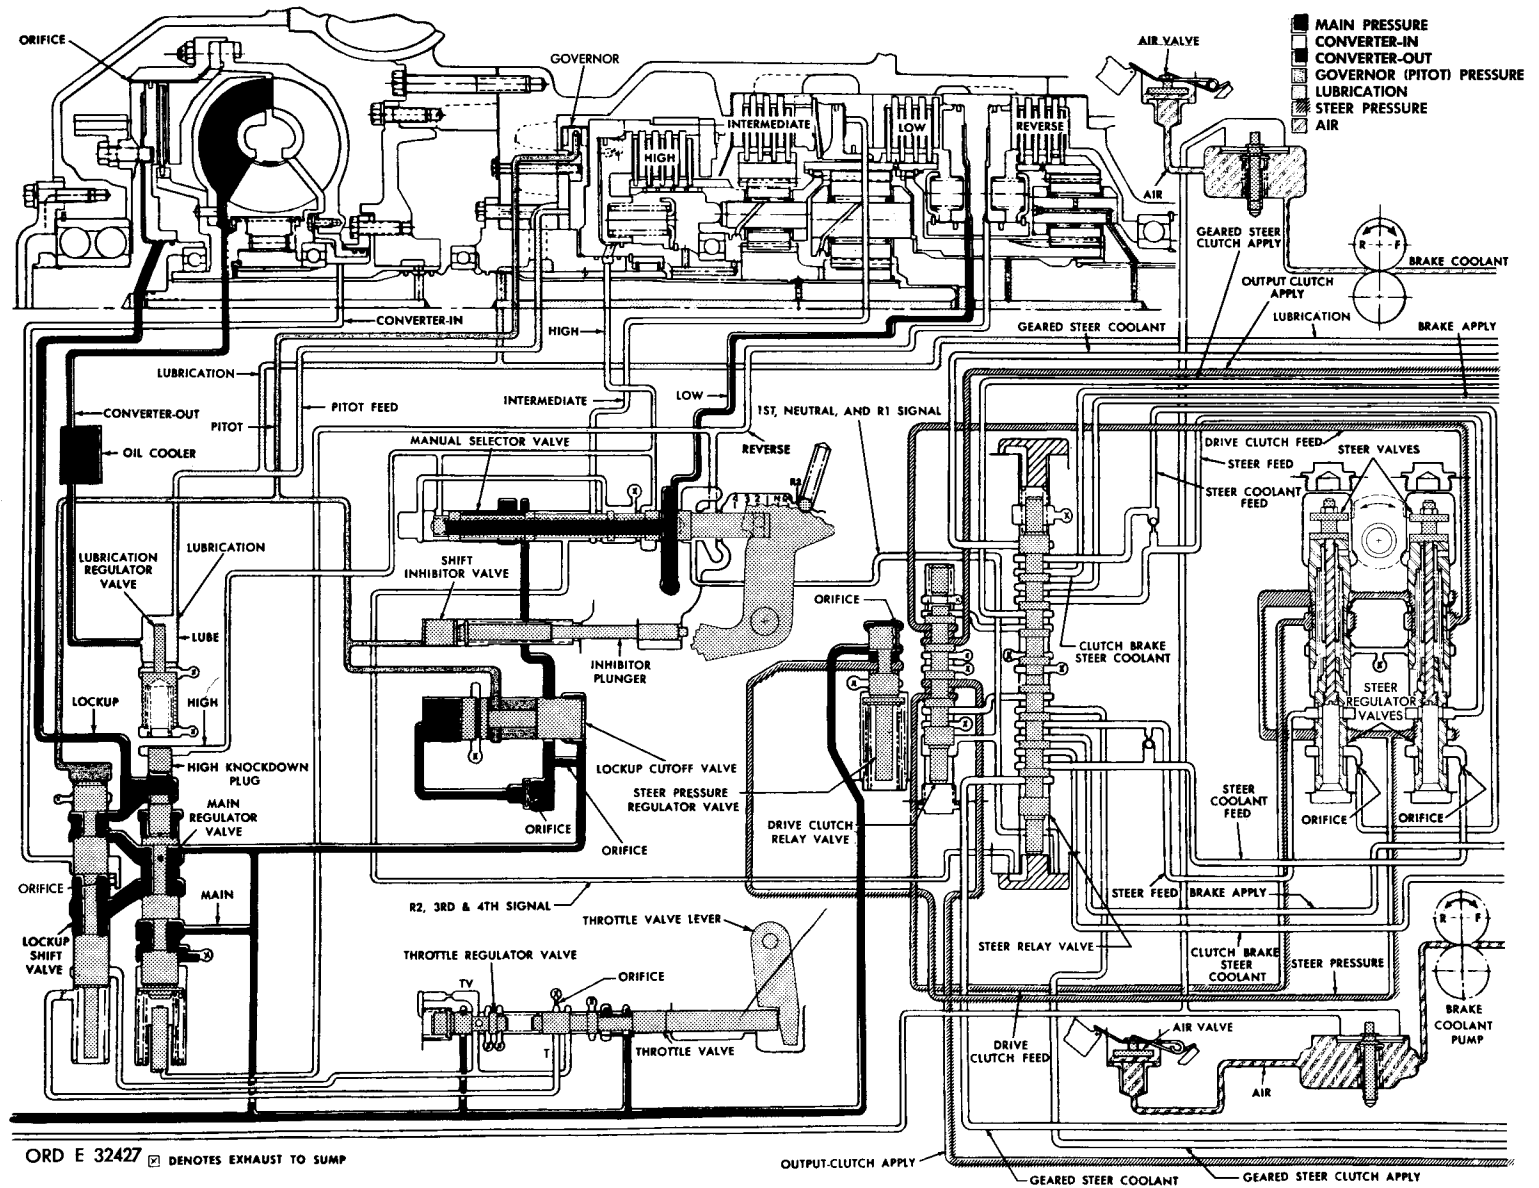 ORIFICE
GOVERNOR
AIR VALVE
MAIN PRESSURE
CONVERTER-IN
CONVERTER-OUT
GOVERNOR (PITOT) PRESSURE
LUBRICATION
STEER PRESSURE
AIR
INTERMEDIATE
LOW
REVERSE
HIGH
AIR
GEARED STEER
CLUTCH APPLY
R F
BRAKE COOLANT
OUTPUT CLUTCH
APPLY
LUBRICATION
BRAKE APPLY
CONVERTER-IN
HIGH
GEARED STEER COOLANT
LUBRICATION
INTERMEDIATE
LOW
CONVERTER-OUT
PITOT FEED
PITOT
1ST, NEUTRAL, AND R1 SIGNAL
MANUAL SELECTOR VALVE
REVERSE
DRIVE CLUTCH FEED
STEER VALVES
OIL COOLER
STEER FEED
STEER COOLANT
FEED
4 3 2 1 N R1
R2
LUBRICATION
REGULATOR
VALVE
LUBRICATION
SHIFT
INHIBITOR VALVE
ORIFICE
LUBE
INHIBITOR
PLUNGER
CLUTCH BRAKE
STEER COOLANT
LOCKUP
HIGH
STEER
REGULATOR
VALVES
HIGH KNOCKDOWN
PLUG
LOCKUP CUTOFF VALVE
STEER PRESSURE
REGULATOR VALVE
MAIN
REGULATOR
VALVE
ORIFICE
ORIFICE
DRIVE CLUTCH
RELAY VALVE
STEER
COOLANT
FEED
ORIFICE
ORIFICE
ORIFICE
MAIN
R2, 3RD & 4TH SIGNAL
THROTTLE VALVE LEVER
STEER FEED
BRAKE APPLY
R F
LOCKUP
SHIFT
VALVE
STEER RELAY VALVE
CLUTCH BRAKE
STEER
COOLANT
STEER PRESSURE
THROTTLE REGULATOR VALVE
TV
ORIFICE
BRAKE
COOLANT
PUMP
T
THROTTLE VALVE
DRIVE
CLUTCH FEED
AIR VALVE
AIR
ORD E 32427
x DENOTES EXHAUST TO SUMP
OUTPUT-CLUTCH APPLY
GEARED STEER COOLANT
GEARED STEER CLUTCH APPLY